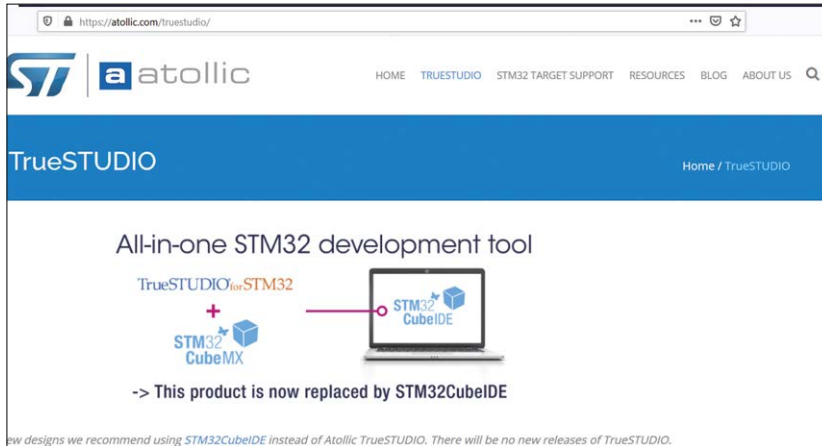 https://atollic.com/truestudio/
ST a atollic HOME TRUESTUDIO STM32 TARGET SUPPORT RESOURCES BLOG ABOUT US
TrueSTUDIO Home / TrueSTUDIO
All-in-one STM32 development tool
TrueSTUDIO for STM32
+
STM32
CubeMX
STM32
CubeIDE
-> This product is now replaced by STM32CubeIDE
designs we recommend using STM32CubeIDE instead of Atollic TrueSTUDIO. There will be no new releases of TrueSTUDIO.